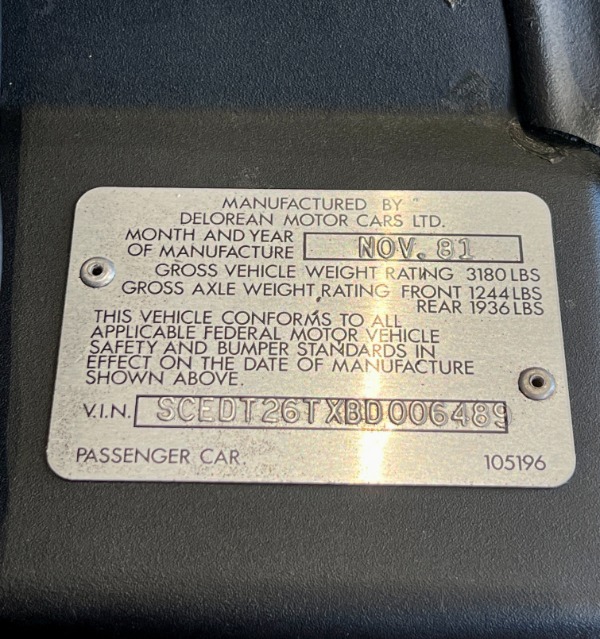 MANUFACTURED BY
DELOREAN MOTOR CARS LTD.
MONTH AND YEAR
OF MANUFACTURE NOV. 81
GROSS VEHICLE WEIGHT RATING 3180 LBS
GROSS AXLE WEIGHT RATING FRONT 1244 LBS
REAR 1936 LBS
THIS VEHICLE CONFORMS TO ALL
APPLICABLE FEDERAL MOTOR VEHICLE
SAFETY AND BUMPER STANDARDS IN
EFFECT ON THE DATE OF MANUFACTURE
SHOWN ABOVE.
V.I.N. SCEDT26TXBD006489
PASSENGER CAR 105196